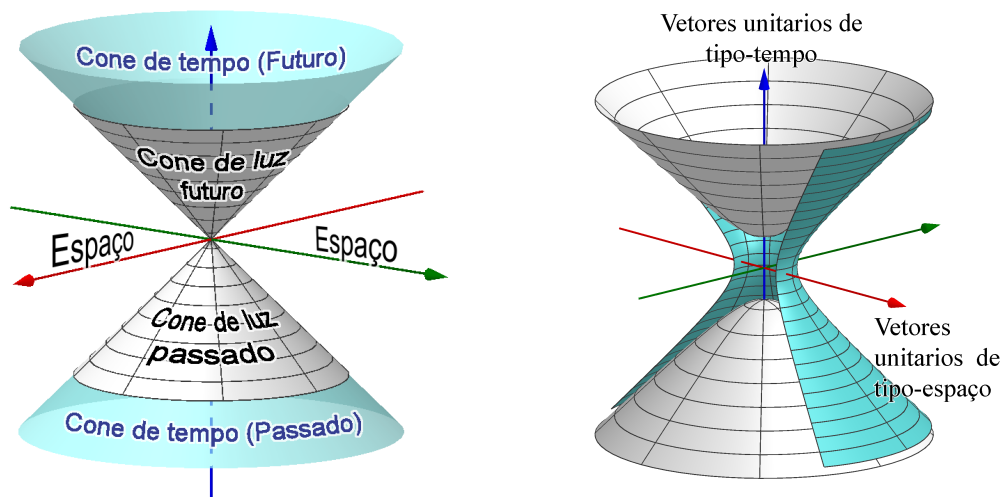 Cone de tempo (Futuro)
Cone de luz
futuro
Espaço
Espaço
Cone de luz
passado
Cone de tempo (Passado)
Vetores unitarios de
tipo-tempo
Vetores
unitarios de
tipo-espaço